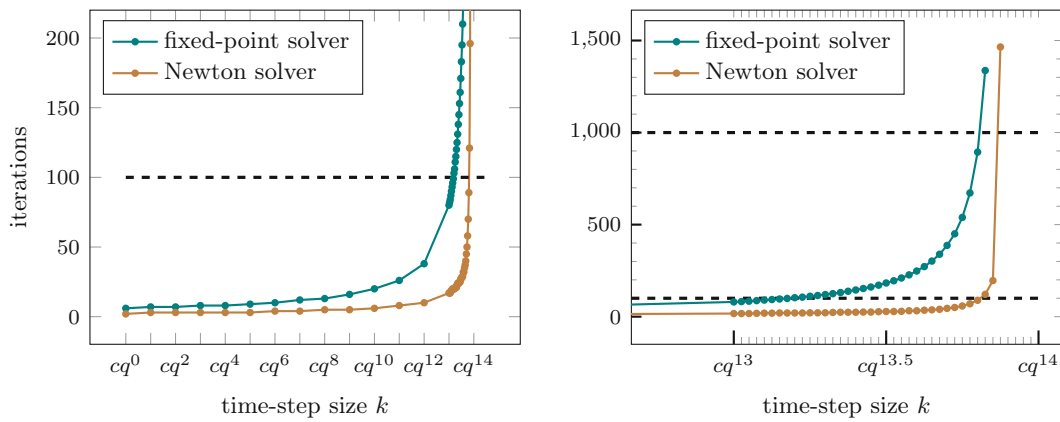 fixed-point solver
Newton solver
200
150
100
50
0
iterations
cq^0
cq^2
cq^4
cq^6
cq^8
cq^10
cq^12
cq^14
time-step size k
fixed-point solver
Newton solver
1,500
1,000
500
0
cq^13
cq^13.5
cq^14
time-step size k